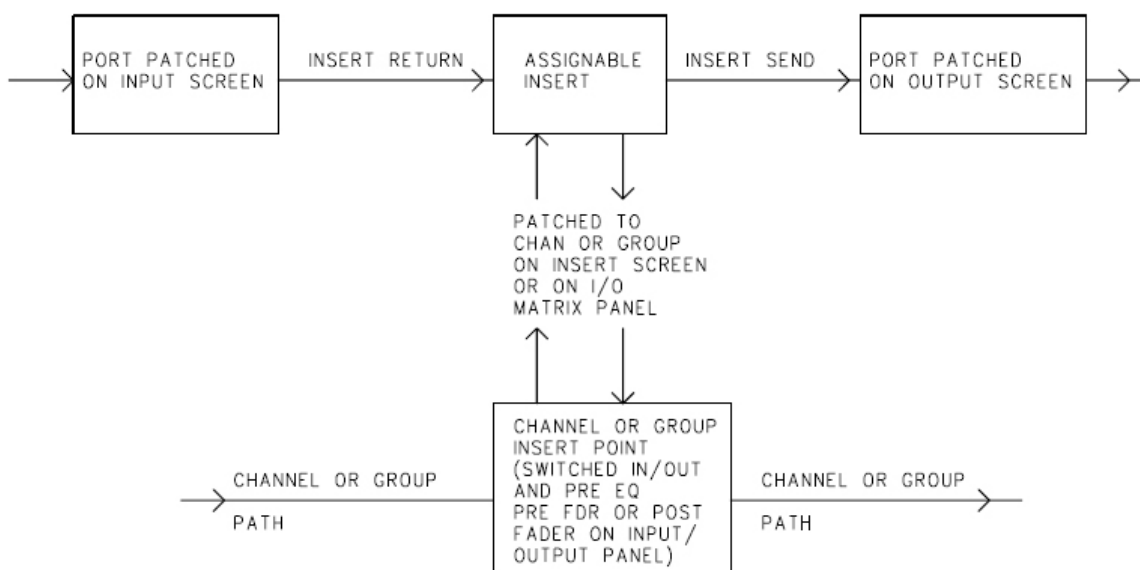 PORT PATCHED
ON INPUT SCREEN
INSERT RETURN
ASSIGNABLE
INSERT
INSERT SEND
PORT PATCHED
ON OUTPUT SCREEN
PATCHED TO
CHAN OR GROUP
ON INSERT SCREEN
OR ON I/O
MATRIX PANEL
CHANNEL OR GROUP
PATH
CHANNEL OR GROUP
INSERT POINT
(SWITCHED IN/OUT
AND PRE EQ
PRE FDR OR POST
FADER ON INPUT/
OUTPUT PANEL)
CHANNEL OR GROUP
PATH